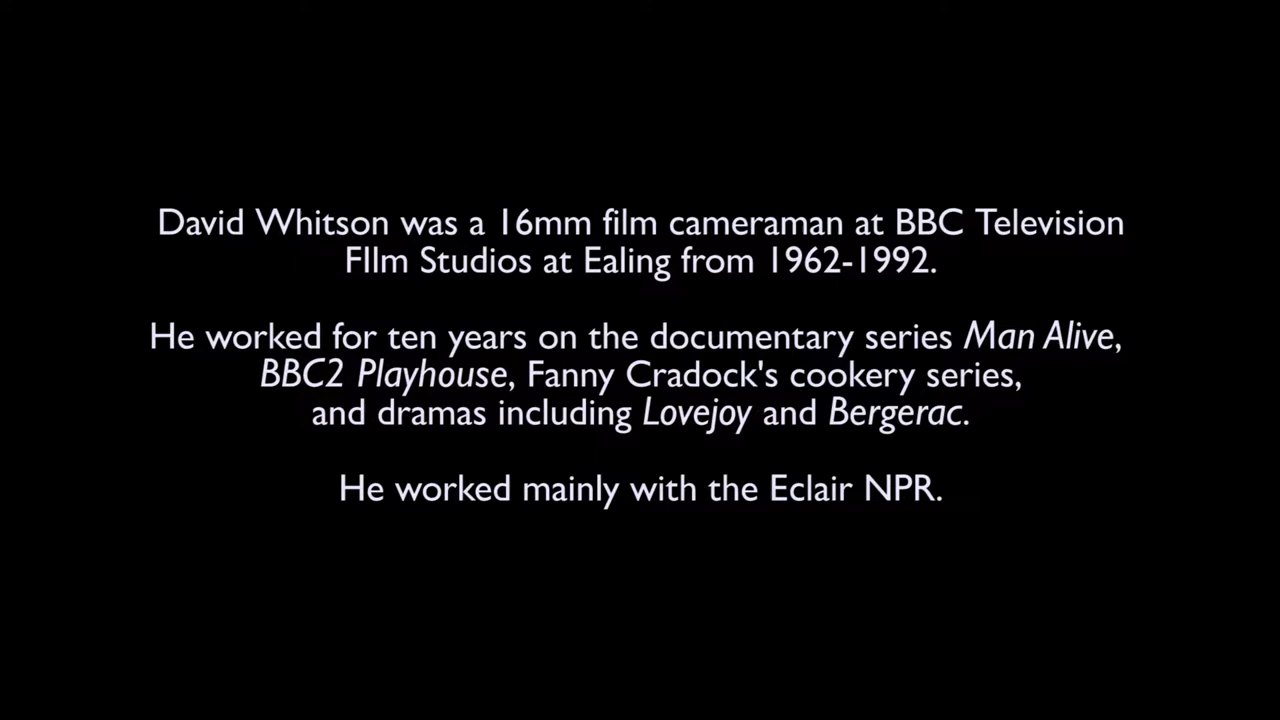 David Whitson was a 16mm film cameraman at BBC Television
FIlm Studios at Ealing from 1962-1992.
He worked for ten years on the documentary series Man Alive,
BBC2 Playhouse, Fanny Cradock's cookery series,
and dramas including Lovejoy and Bergerac.
He worked mainly with the Eclair NPR.